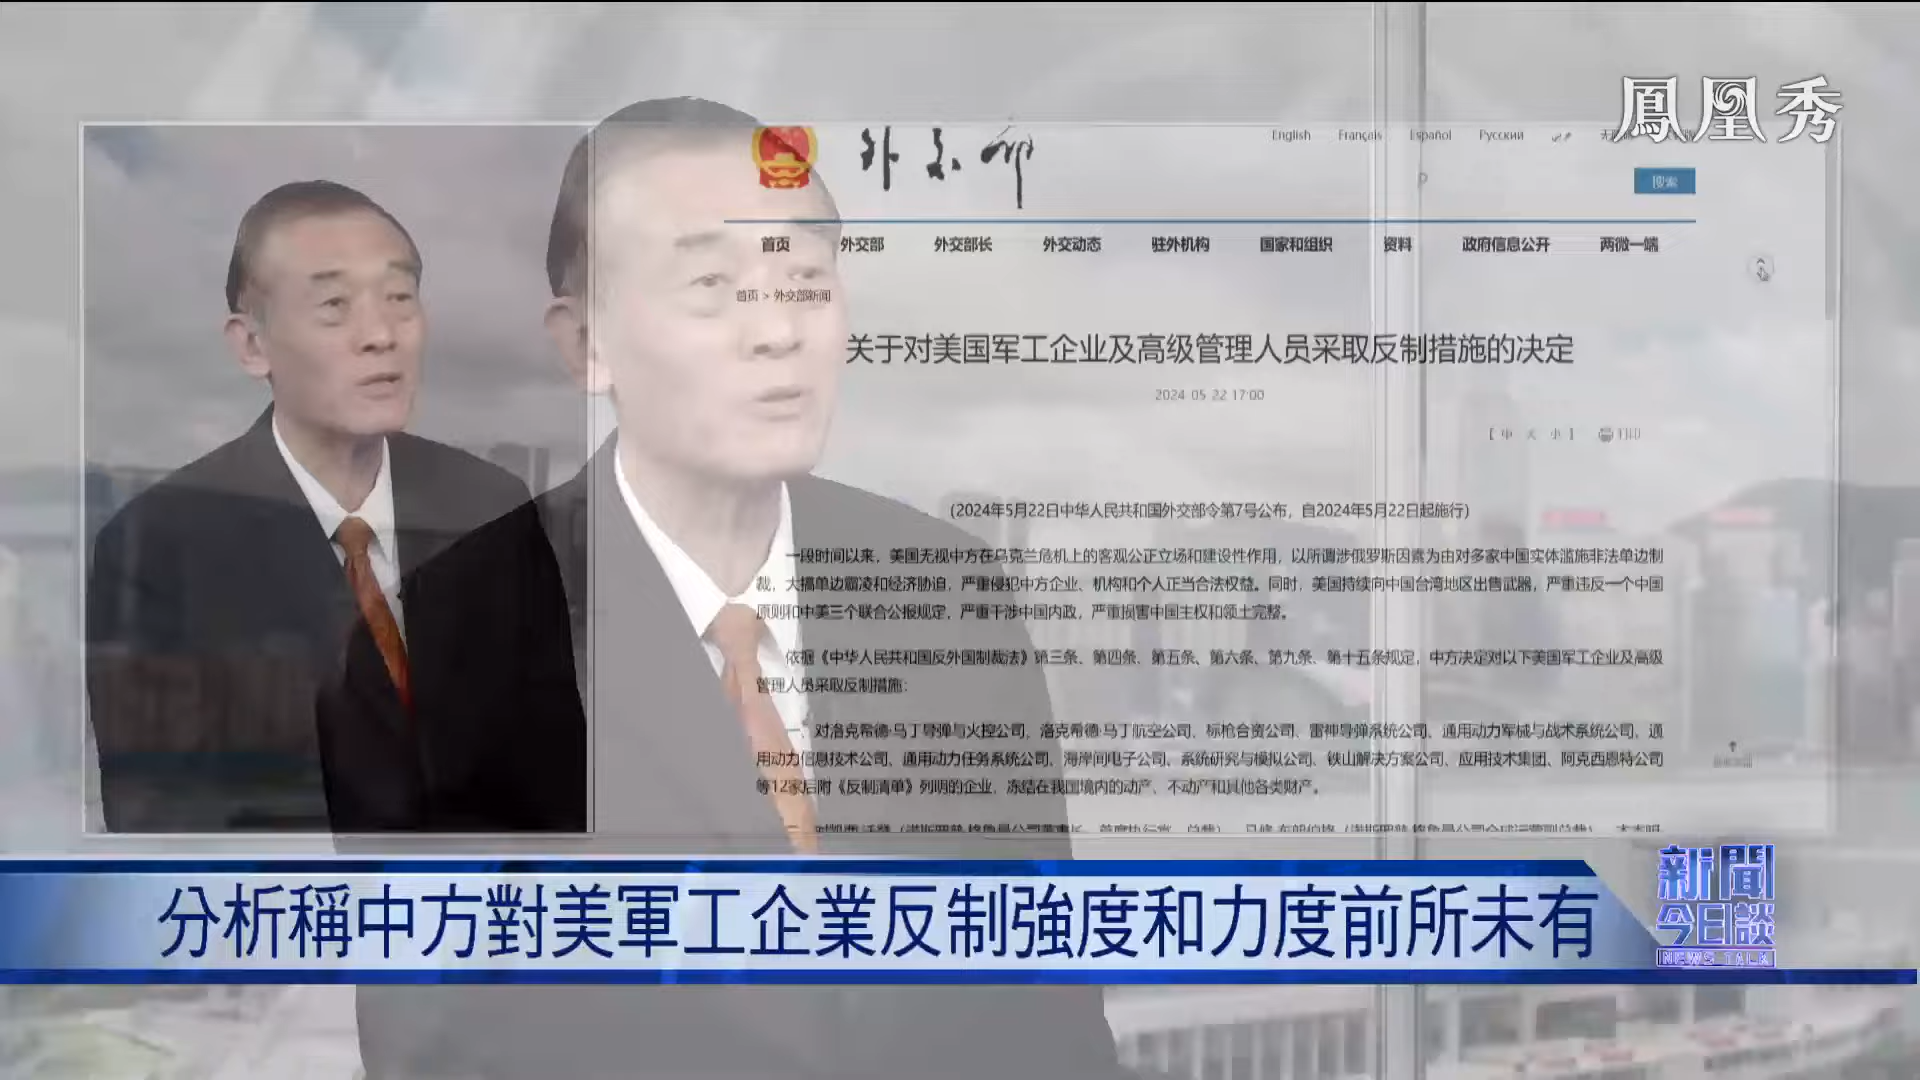 鳳凰秀
外交部
English Français Español Русский
搜索
首页 外交部 外交部长 外交动态 驻外机构 国家和组织 资料 政府信息公开 两微一端
首页 > 外交部新闻
关于对美国军工企业及高级管理人员采取反制措施的决定
2024-05-22 17:00
【中 大 小】 打印
(2024年5月22日中华人民共和国外交部令第7号公布，自2024年5月22日起施行)
一段时间以来，美国无视中方在乌克兰危机上的客观公正立场和建设性作用，以所谓涉俄罗斯因素为由对多家中国实体滥施非法单边制
裁，大搞单边霸凌和经济胁迫，严重侵犯中方企业、机构和个人正当合法权益。同时，美国持续向中国台湾地区出售武器，严重违反一个中国
原则和中美三个联合公报规定，严重干涉中国内政，严重损害中国主权和领土完整。
依据《中华人民共和国反外国制裁法》第三条、第四条、第五条、第六条、第九条、第十五条规定，中方决定对以下美国军工企业及高级
管理人员采取反制措施：
一、对洛克希德·马丁导弹与火控公司、洛克希德·马丁航空公司、标枪合资公司、雷神导弹系统公司、通用动力军械与战术系统公司、通
用动力信息技术公司、通用动力任务系统公司、海岸间电子公司、系统研究与模拟公司、铁山解决方案公司、应用技术集团、阿克西恩特公司
等12家后附《反制清单》列明的企业，冻结在我国境内的动产、不动产和其他各类财产。
分析稱中方對美軍工企業反制強度和力度前所未有
新聞
今日談
NEWS TALK